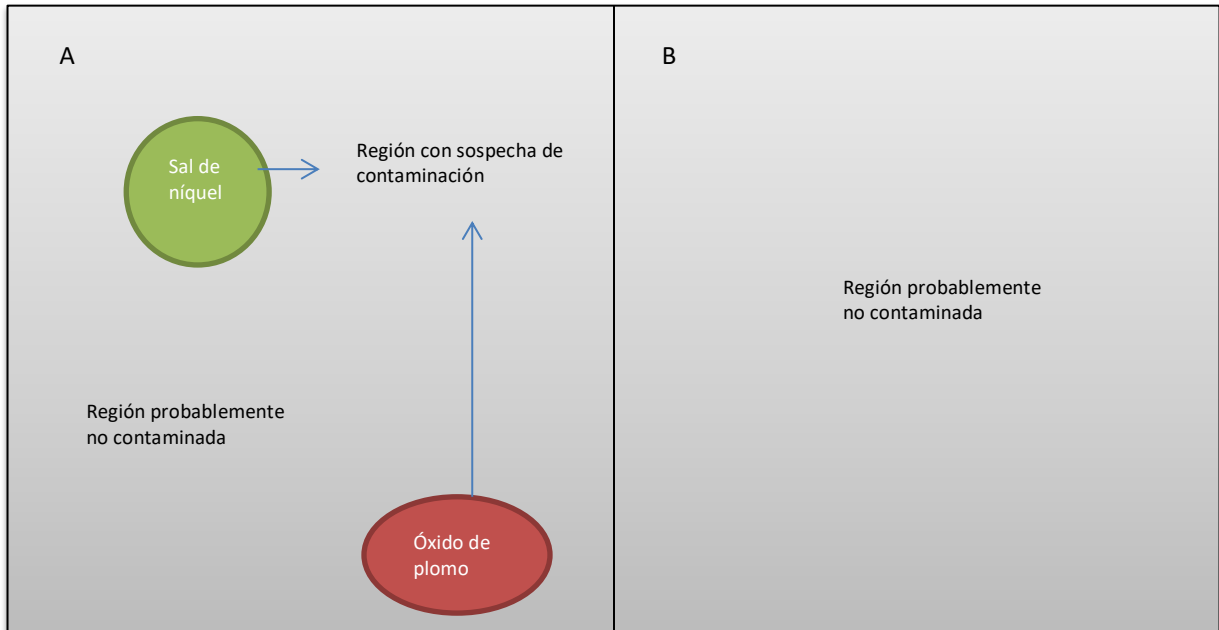 A
B
Sal de
níquel
Región con sospecha de
contaminación
Región probablemente
no contaminada
Región probablemente
no contaminada
Óxido de
plomo